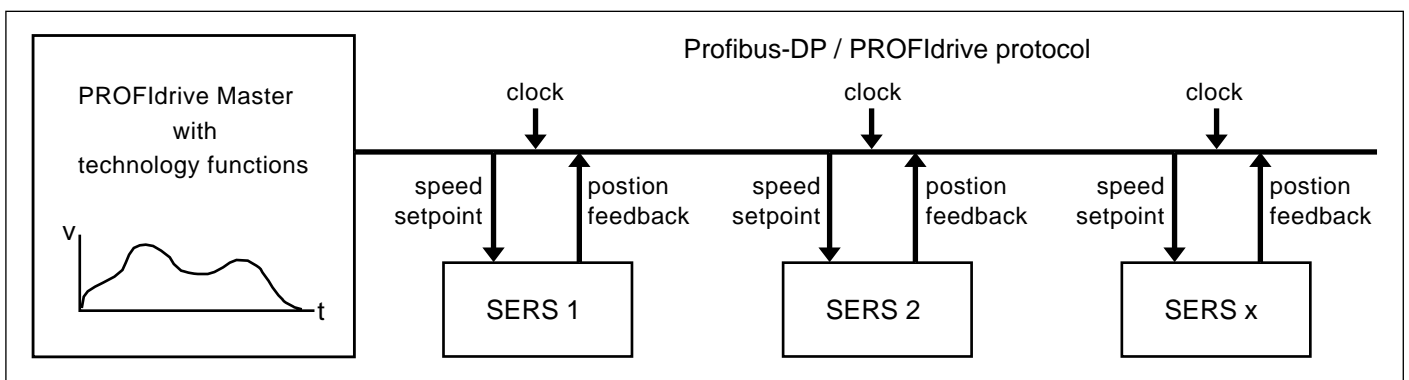 Profibus-DP / PROFIdrive protocol
PROFIdrive Master
with
technology functions
v
t
clock
clock
clock
speed
setpoint
postion
feedback
speed
setpoint
postion
feedback
speed
setpoint
postion
feedback
SERS 1
SERS 2
SERS x